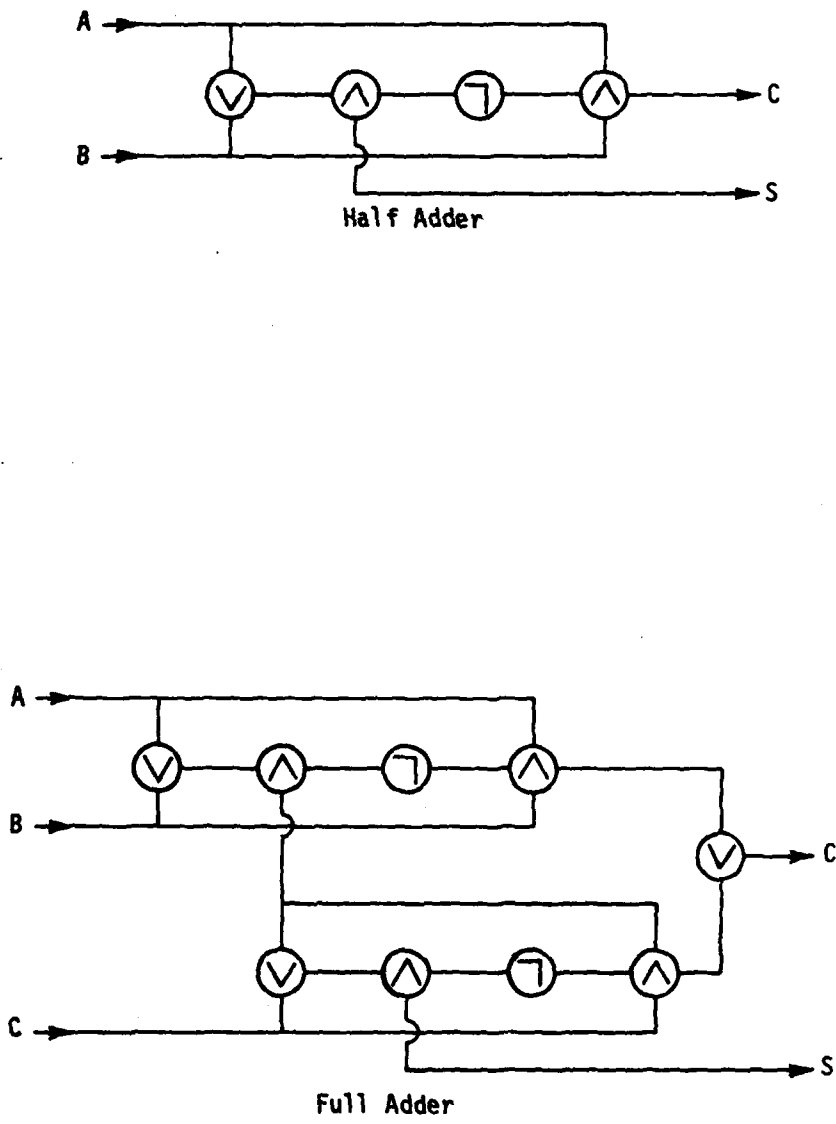 A
∨ ∧ ¬ ∧ C
B
S
Half Adder
A
∨ ∧ ¬ ∧
B
∨ C
∨ ∧ ¬ ∧
C
S
Full Adder